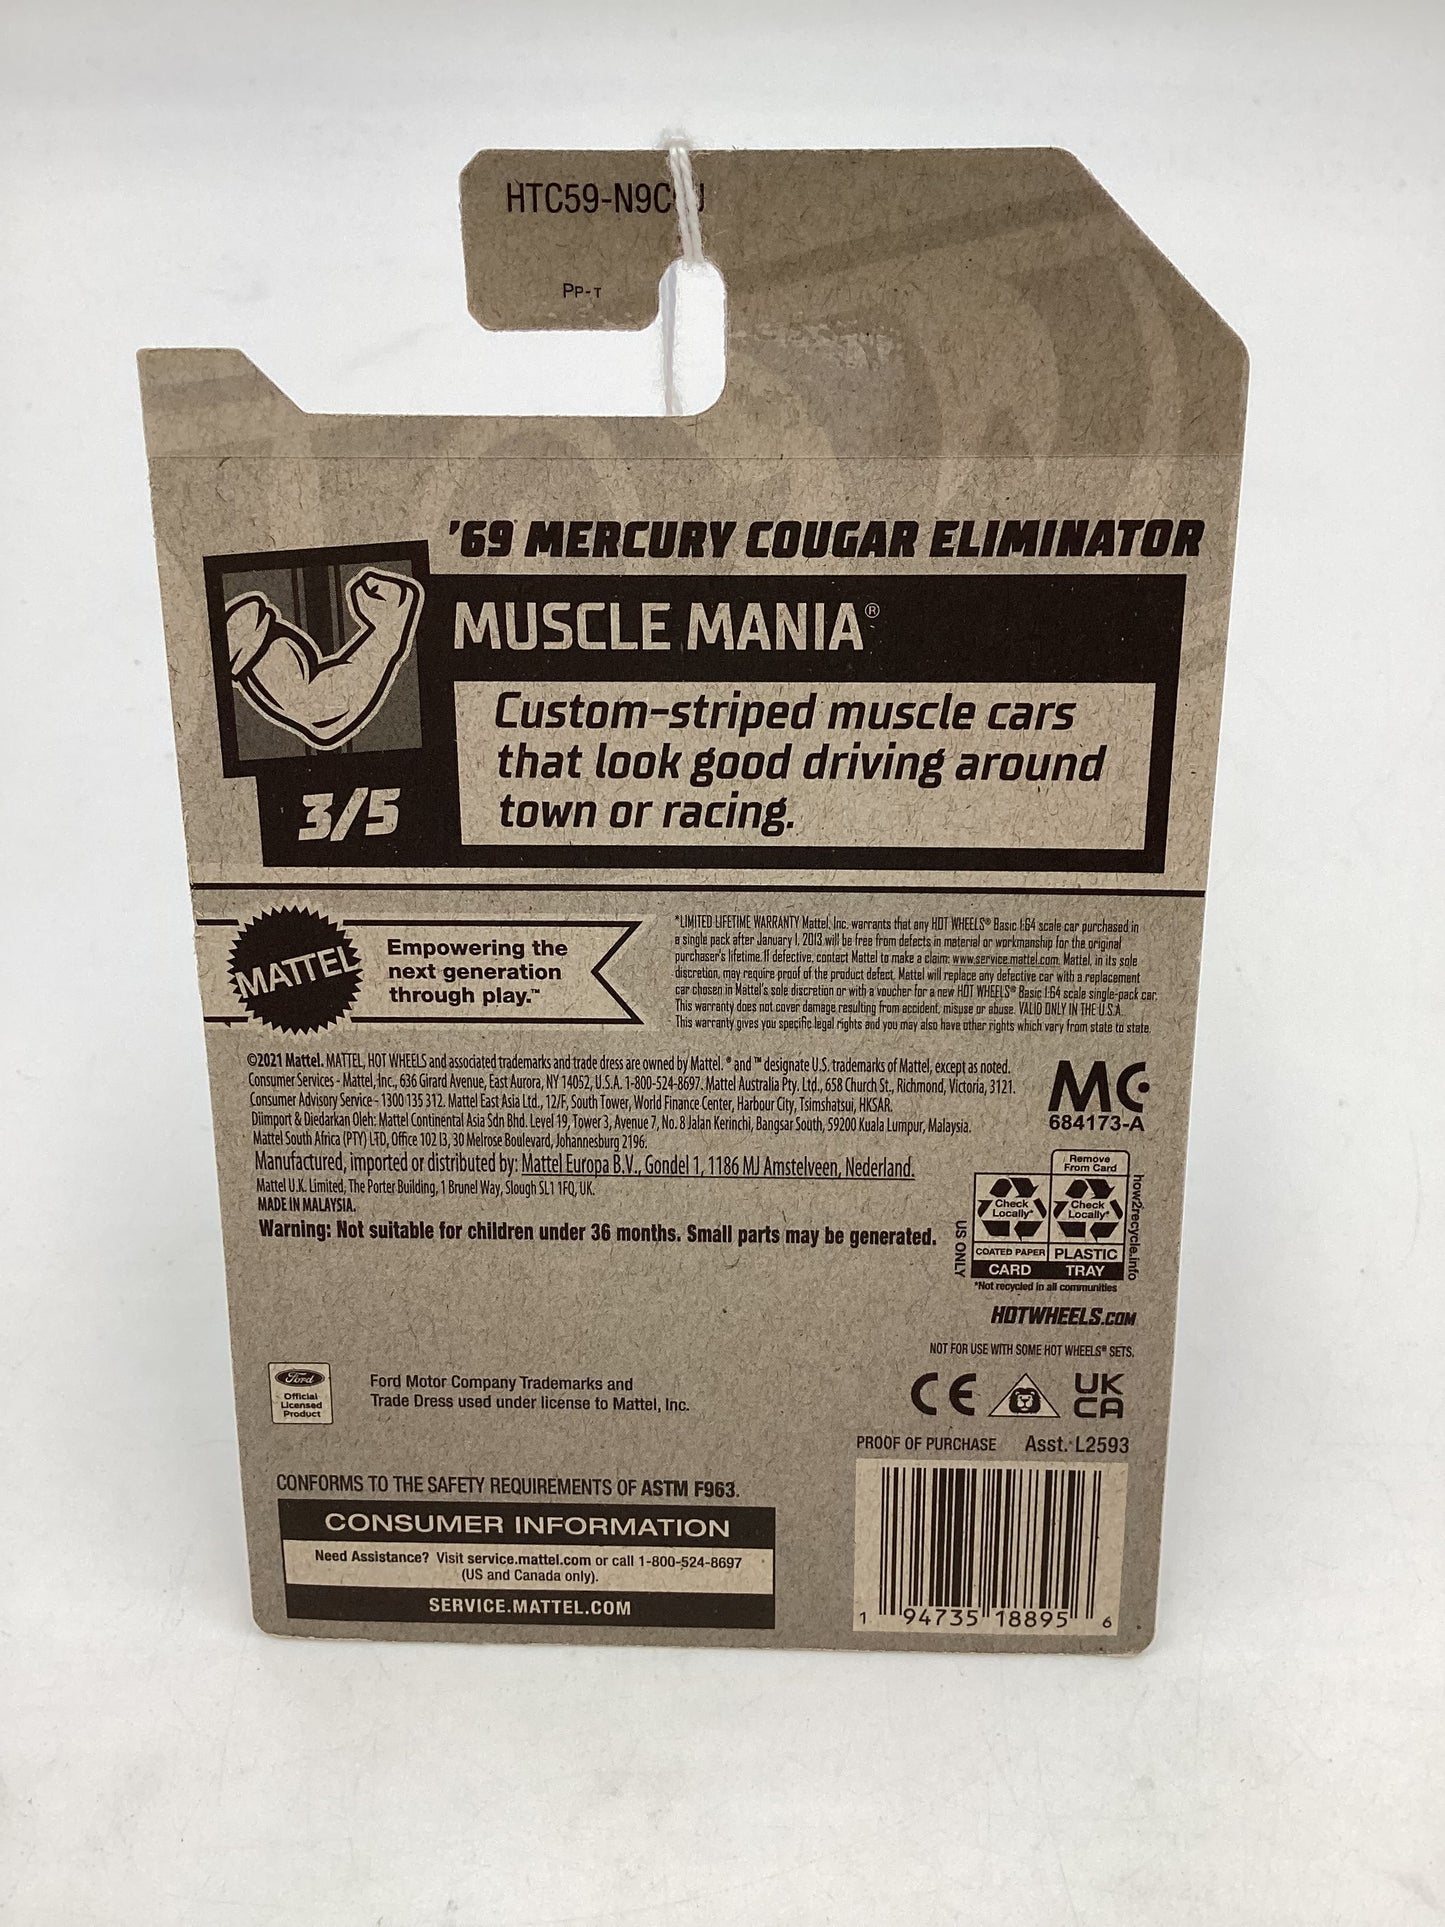 HTC59-N9C
Pp-T
'69 MERCURY COUGAR ELIMINATOR
MUSCLE MANIA®
Custom-striped muscle cars
that look good driving around
town or racing.
3/5
MATTEL
Empowering the
next generation
through play.™
*LIMITED LIFETIME WARRANTY Mattel, Inc. warrants that any HOT WHEELS® Basic 1:64 scale car purchased in
a single pack after January 1, 2013 will be free from defects in material or workmanship for the original
purchaser's lifetime. If defective, contact Mattel to make a claim: www.service.mattel.com. Mattel, in its sole
discretion, may require proof of the product defect. Mattel will replace any defective car with a replacement
car chosen in Mattel's sole discretion or with a voucher for a new HOT WHEELS® Basic 1:64 scale single-pack car.
This warranty does not cover damage resulting from accident, misuse or abuse. VALID ONLY IN THE U.S.A.
This warranty gives you specific legal rights and you may also have other rights which vary from state to state.
©2021 Mattel. MATTEL, HOT WHEELS and associated trademarks and trade dress are owned by Mattel. ® and ™ designate U.S. trademarks of Mattel, except as noted.
Consumer Services - Mattel, Inc., 636 Girard Avenue, East Aurora, NY 14052, U.S.A. 1-800-524-8697. Mattel Australia Pty. Ltd., 658 Church St., Richmond, Victoria, 3121.
Consumer Advisory Service - 1300 135 312. Mattel East Asia Ltd., 12/F, South Tower, World Finance Center, Harbour City, Tsimshatsui, HKSAR.
Diimport & Diedarkan Oleh: Mattel Continental Asia Sdn Bhd. Level 19, Tower 3, Avenue 7, No. 8 Jalan Kerinchi, Bangsar South, 59200 Kuala Lumpur, Malaysia.
Mattel South Africa (PTY) LTD, Office 102 I3, 30 Melrose Boulevard, Johannesburg 2196.
Manufactured, imported or distributed by: Mattel Europa B.V., Gondel 1, 1186 MJ Amstelveen, Nederland.
Mattel U.K. Limited, The Porter Building, 1 Brunel Way, Slough SL1 1FQ, UK.
MADE IN MALAYSIA.
Warning: Not suitable for children under 36 months. Small parts may be generated.
MC
684173-A
Remove
From Card
Check
Locally*
Check
Locally*
COATED PAPER
PLASTIC
CARD
TRAY
US ONLY
how2recycle.info
*Not recycled in all communities
HOTWHEELS.COM
NOT FOR USE WITH SOME HOT WHEELS® SETS.
Ford
Official
Licensed
Product
Ford Motor Company Trademarks and
Trade Dress used under license to Mattel, Inc.
CE
UK
CA
PROOF OF PURCHASE Asst. L2593
CONFORMS TO THE SAFETY REQUIREMENTS OF ASTM F963.
CONSUMER INFORMATION
Need Assistance? Visit service.mattel.com or call 1-800-524-8697
(US and Canada only).
SERVICE.MATTEL.COM
1 94735 18895 6